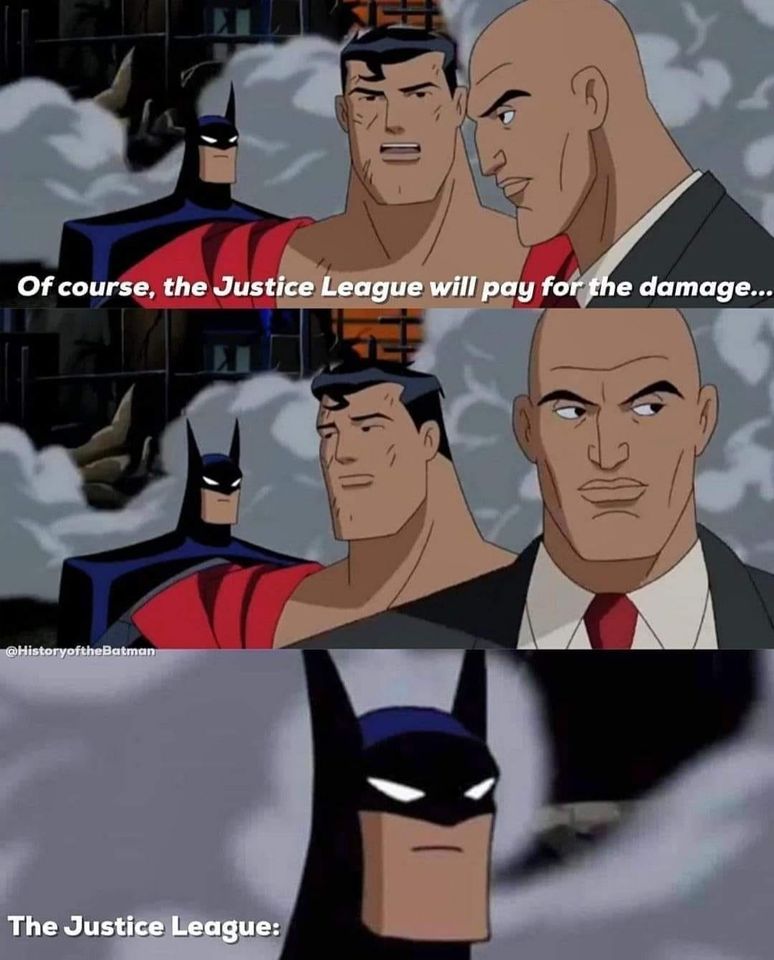 Of course, the Justice League will pay for the damage...
@HistoryoftheBatman
The Justice League: